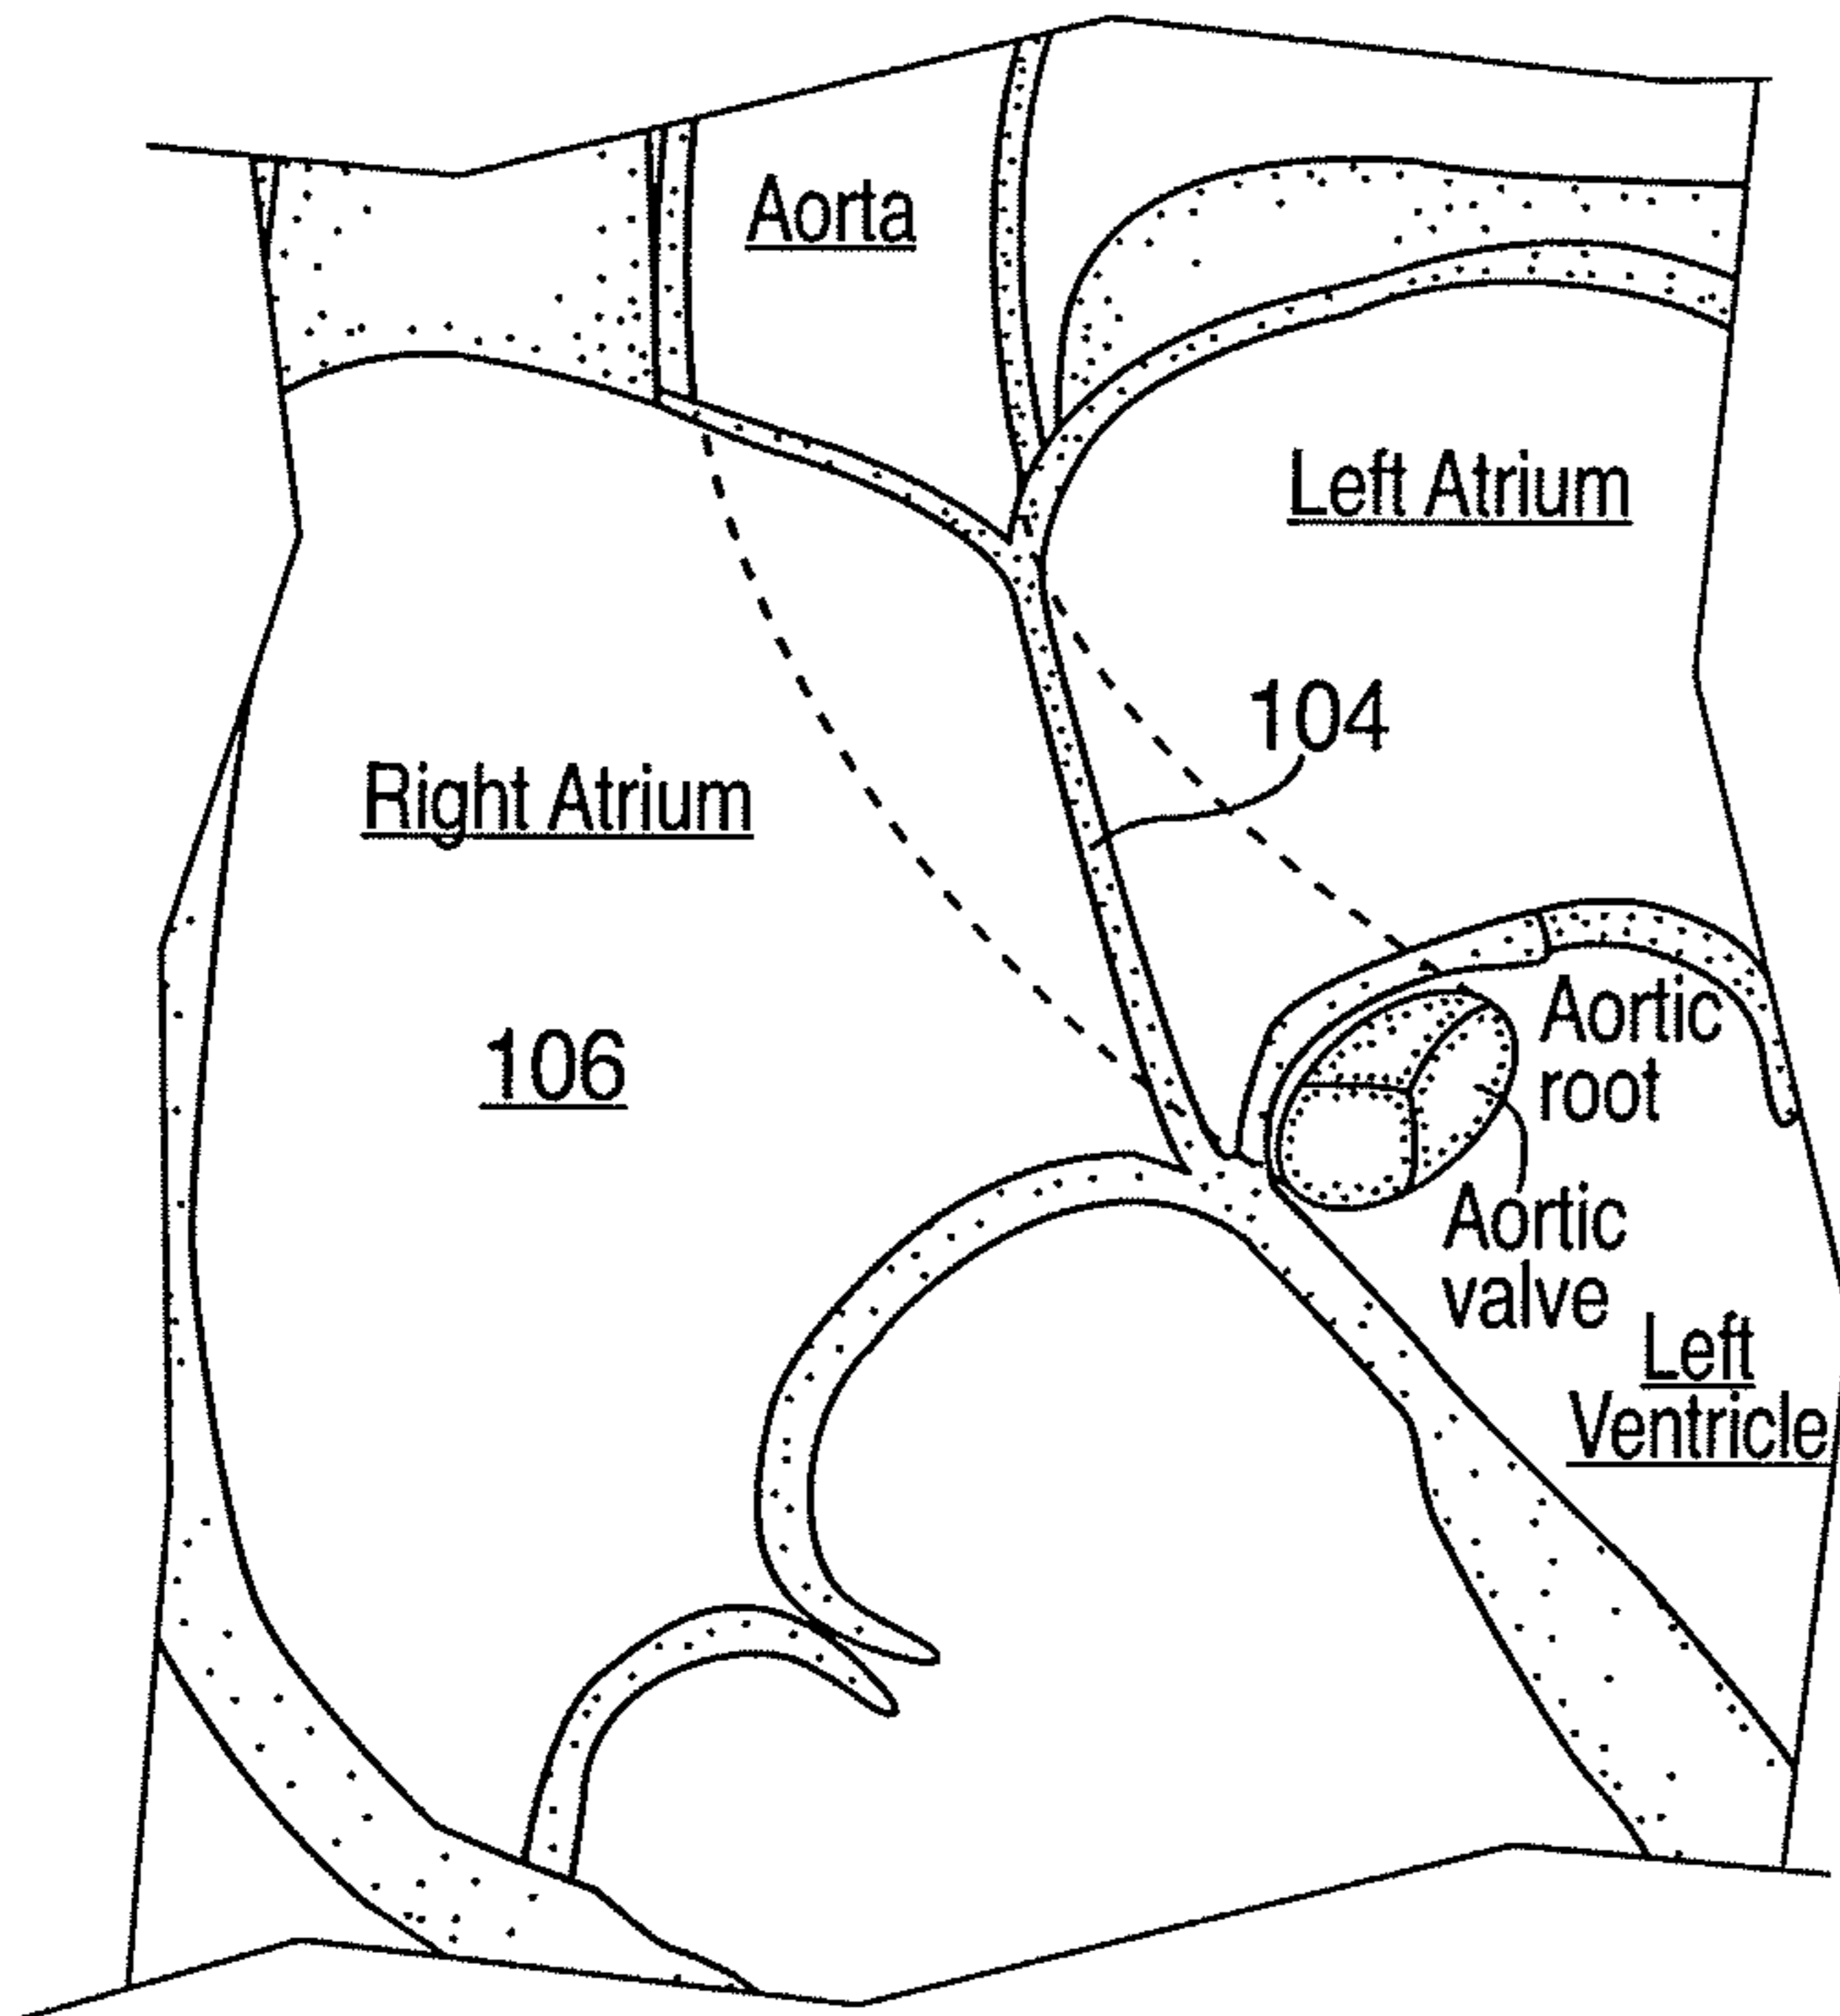 Aorta
Left Atrium
104
Right Atrium
106
Aortic
root
Aortic
valve
Left
Ventricle